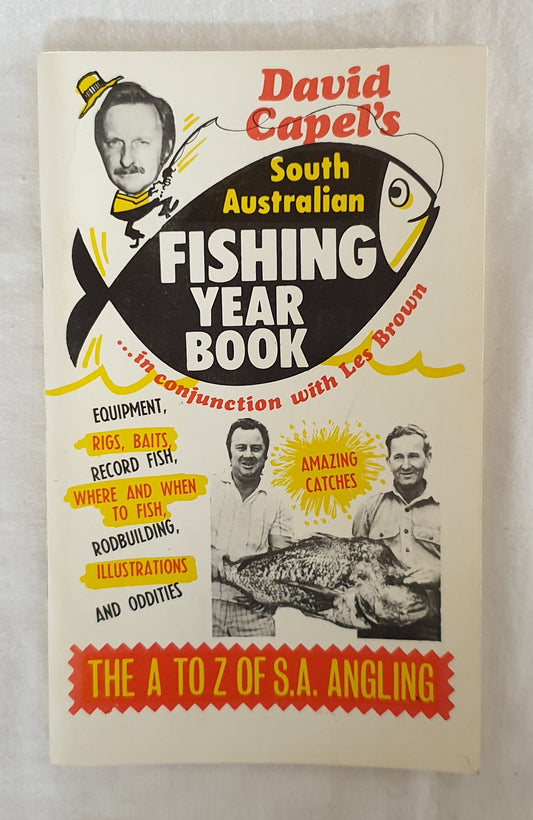 David
Capel's
South
Australian
FISHING
YEAR
BOOK
...in conjunction with Les Brown
EQUIPMENT,
RIGS, BAITS,
RECORD FISH,
WHERE AND WHEN
TO FISH,
RODBUILDING,
ILLUSTRATIONS
AND ODDITIES
AMAZING
CATCHES
THE A TO Z OF S.A. ANGLING